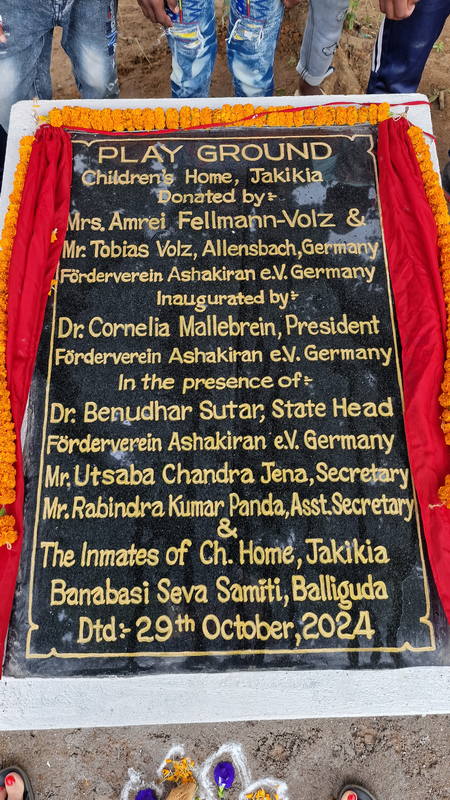 PLAY GROUND
Children's Home, Jakikia
Donated by:-
Mrs. Amrei Fellmann-Volz &
Mr. Tobias Volz, Allensbach, Germany
Förderverein Ashakiran e.V. Germany
Inaugurated by:-
Dr. Cornelia Mallebrein, President
Förderverein Ashakiran e.V. Germany
In the presence of:-
Dr. Benudhar Sutar, State Head
Förderverein Ashakiran e.V. Germany
Mr. Utsaba Chandra Jena, Secretary
Mr. Rabindra Kumar Panda, Asst. Secretary
&
The Inmates of Ch. Home, Jakikia
Banabasi Seva Samiti, Balliguda
Dtd:- 29th October, 2024